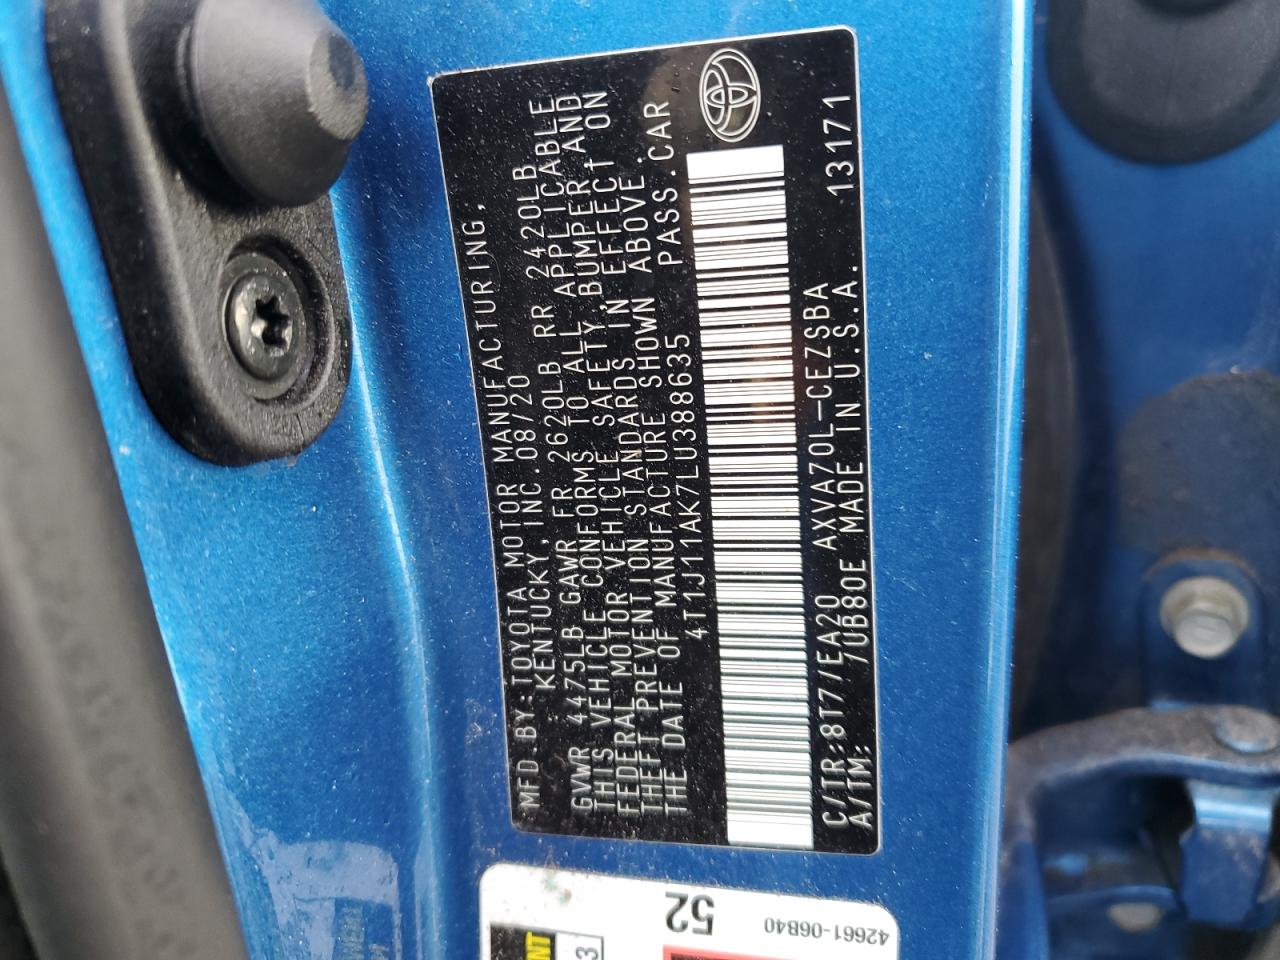 MFD.BY:TOYOTA MOTOR MANUFACTURING,
KENTUCKY,INC.08/20
GVWR 4475LB GAWR FR 2620LB RR 2420LB
THIS VEHICLE CONFORMS TO ALL APPLICABLE
FEDERAL MOTOR VEHICLE SAFETY,BUMPER,AND
THEFT PREVENTION STANDARDS IN EFFECT ON
THE DATE OF MANUFACTURE SHOWN ABOVE.
4T1J11AK7LU388635 PASS.CAR
C/TR:8T7/EA20 AXVA70L-CEZSBA 13171
A/TM: /UB80E MADE IN U.S.A.
52
42661-06B40
3